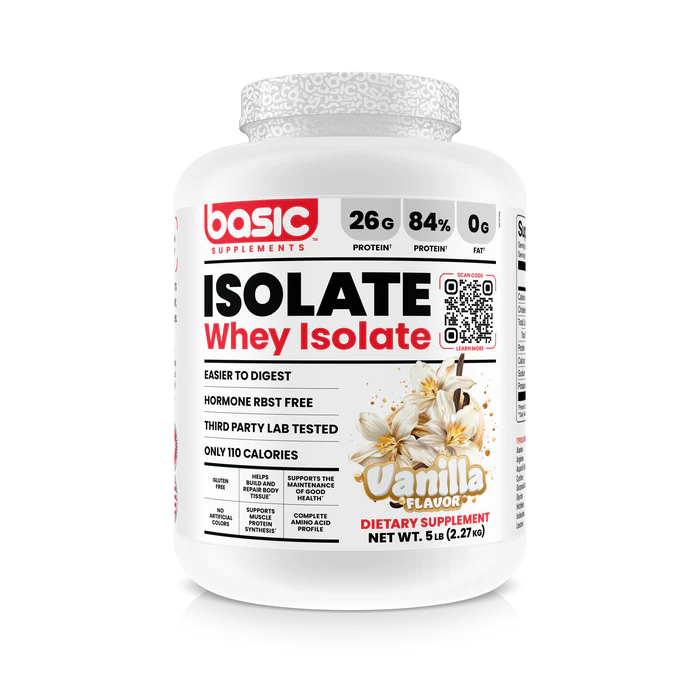 basic
SUPPLEMENTS™
26G
PROTEIN†
84%
PROTEIN†
0G
FAT†
ISOLATE
Whey Isolate
SCAN CODE
LEARN MORE
EASIER TO DIGEST
HORMONE RBST FREE
THIRD PARTY LAB TESTED
ONLY 110 CALORIES
GLUTEN
FREE
HELPS
BUILD AND
REPAIR BODY
TISSUE*
SUPPORTS THE
MAINTENANCE
OF GOOD
HEALTH*
NO
ARTIFICIAL
COLORS
SUPPORTS
MUSCLE
PROTEIN
SYNTHESIS*
COMPLETE
AMINO ACID
PROFILE
Vanilla
FLAVOR
DIETARY SUPPLEMENT
NET WT. 5 LB (2.27 KG)